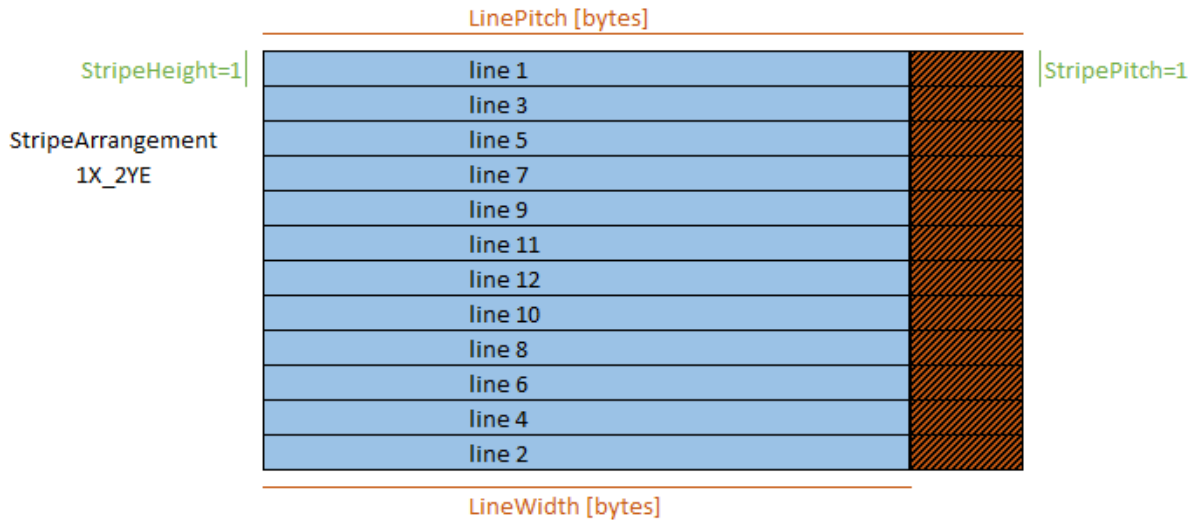 LinePitch [bytes]
StripeHeight=1
line 1
StripePitch=1
line 3
StripeArrangement
line 5
1X_2YE
line 7
line 9
line 11
line 12
line 10
line 8
line 6
line 4
line 2
LineWidth [bytes]